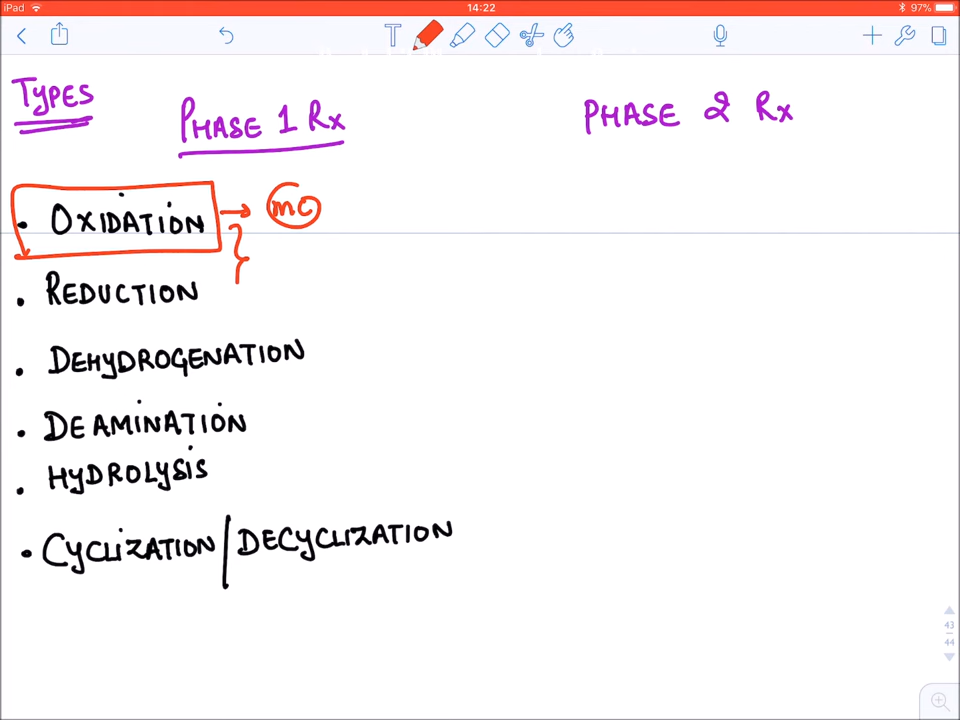 iPad 14:22 97%
T
TYPES
PHASE 1 Rx PHASE 2 Rx
• OXIDATION → mc
• REDUCTION
• DEHYDROGENATION
• DEAMINATION
• HYDROLYSIS
• CYCLIZATION/DECYCLIZATION
43
44